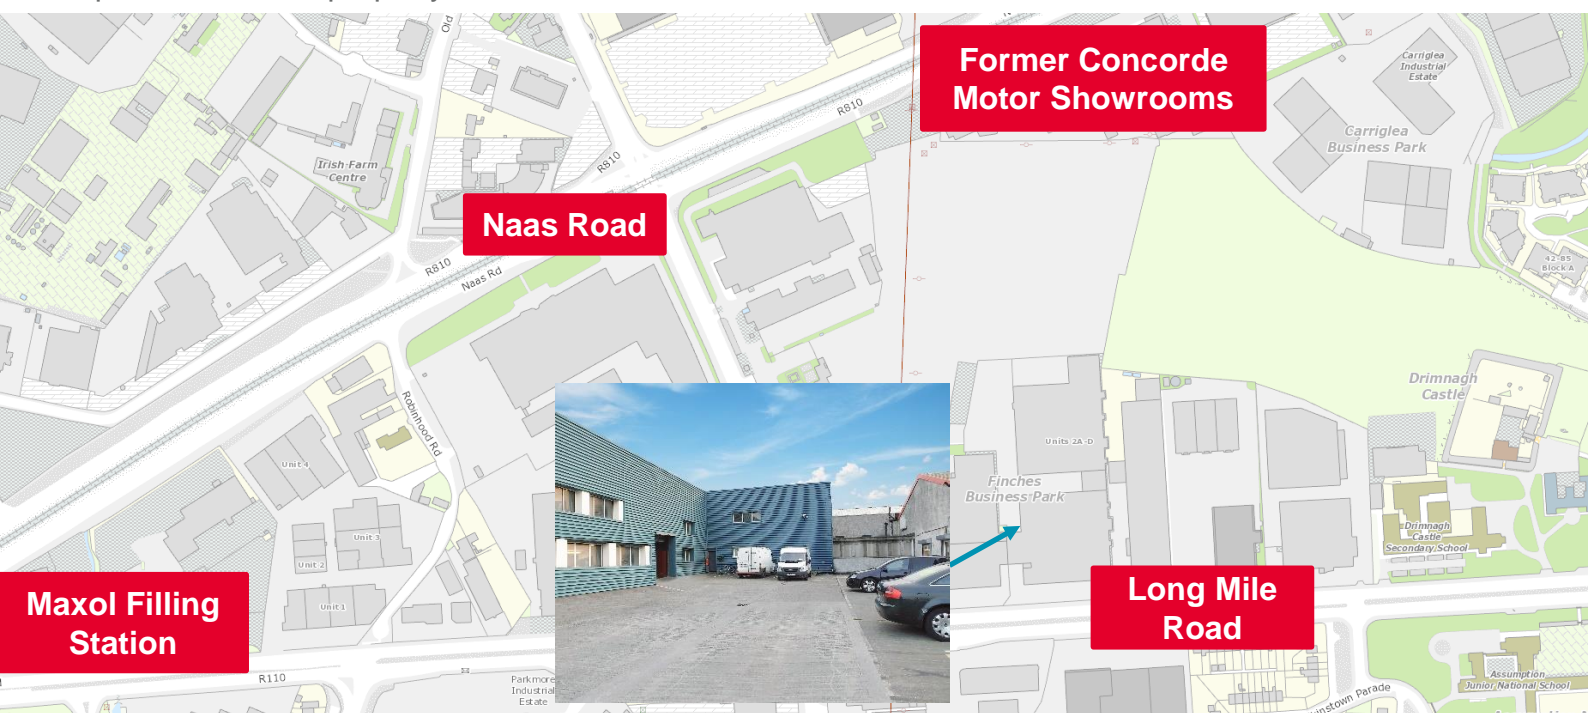 Former Concorde
Motor Showrooms
Carriglea
Industrial
Estate
Old
R810
Carriglea
Business Park
Irish Farm
Centre
R810
Naas Road
R810
Naas Rd
42-85
Block A
Drimnagh
Castle
Robinhood Rd
Unit 4
Units 2A-D
Finches
Business Park
Unit 3
Drimnagh
Castle
Secondary School
Unit 2
Maxol Filling
Station
Unit 1
Long Mile
Road
R110
Parkmore
Industrial
Estate
Assumption
Junior National School
Parade